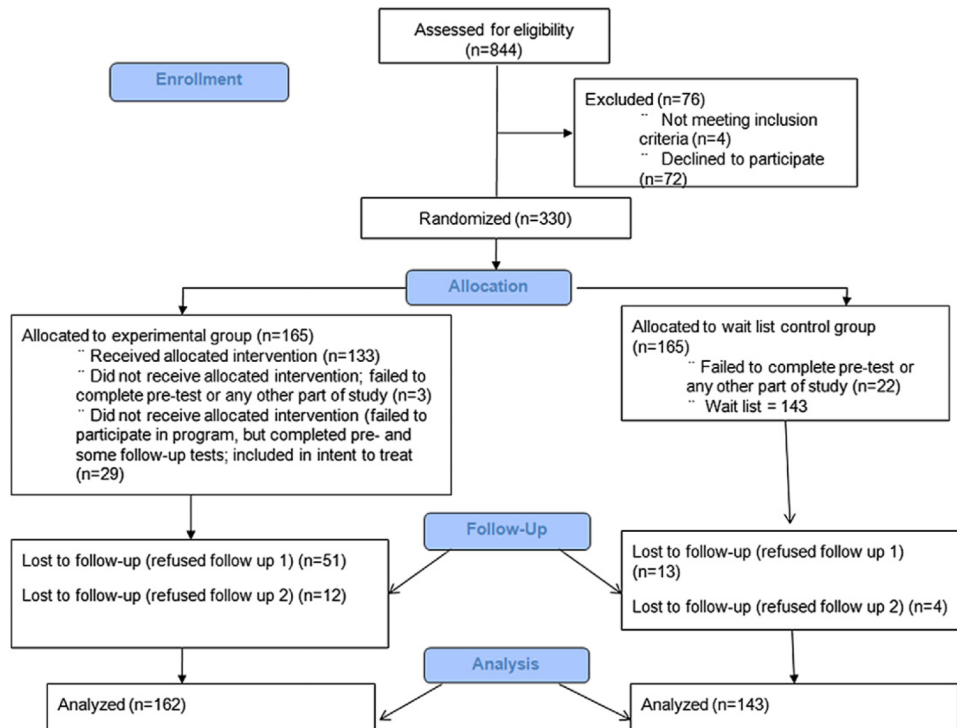 Assessed for eligibility
(n=844)
Enrollment
Excluded (n=76)
¨ Not meeting inclusion
criteria (n=4)
¨ Declined to participate
(n=72)
Randomized (n=330)
Allocation
Allocated to experimental group (n=165)
¨ Received allocated intervention (n=133)
¨ Did not receive allocated intervention; failed to
complete pre-test or any other part of study (n=3)
¨ Did not receive allocated intervention (failed to
participate in program, but completed pre- and
some follow-up tests; included in intent to treat
(n=29)
Allocated to wait list control group
(n=165)
¨ Failed to complete pre-test or
any other part of study (n=22)
¨ Wait list = 143
Follow-Up
Lost to follow-up (refused follow up 1) (n=51)
Lost to follow-up (refused follow up 2) (n=12)
Lost to follow-up (refused follow up 1)
(n=13)
Lost to follow-up (refused follow up 2) (n=4)
Analysis
Analyzed (n=162)
Analyzed (n=143)